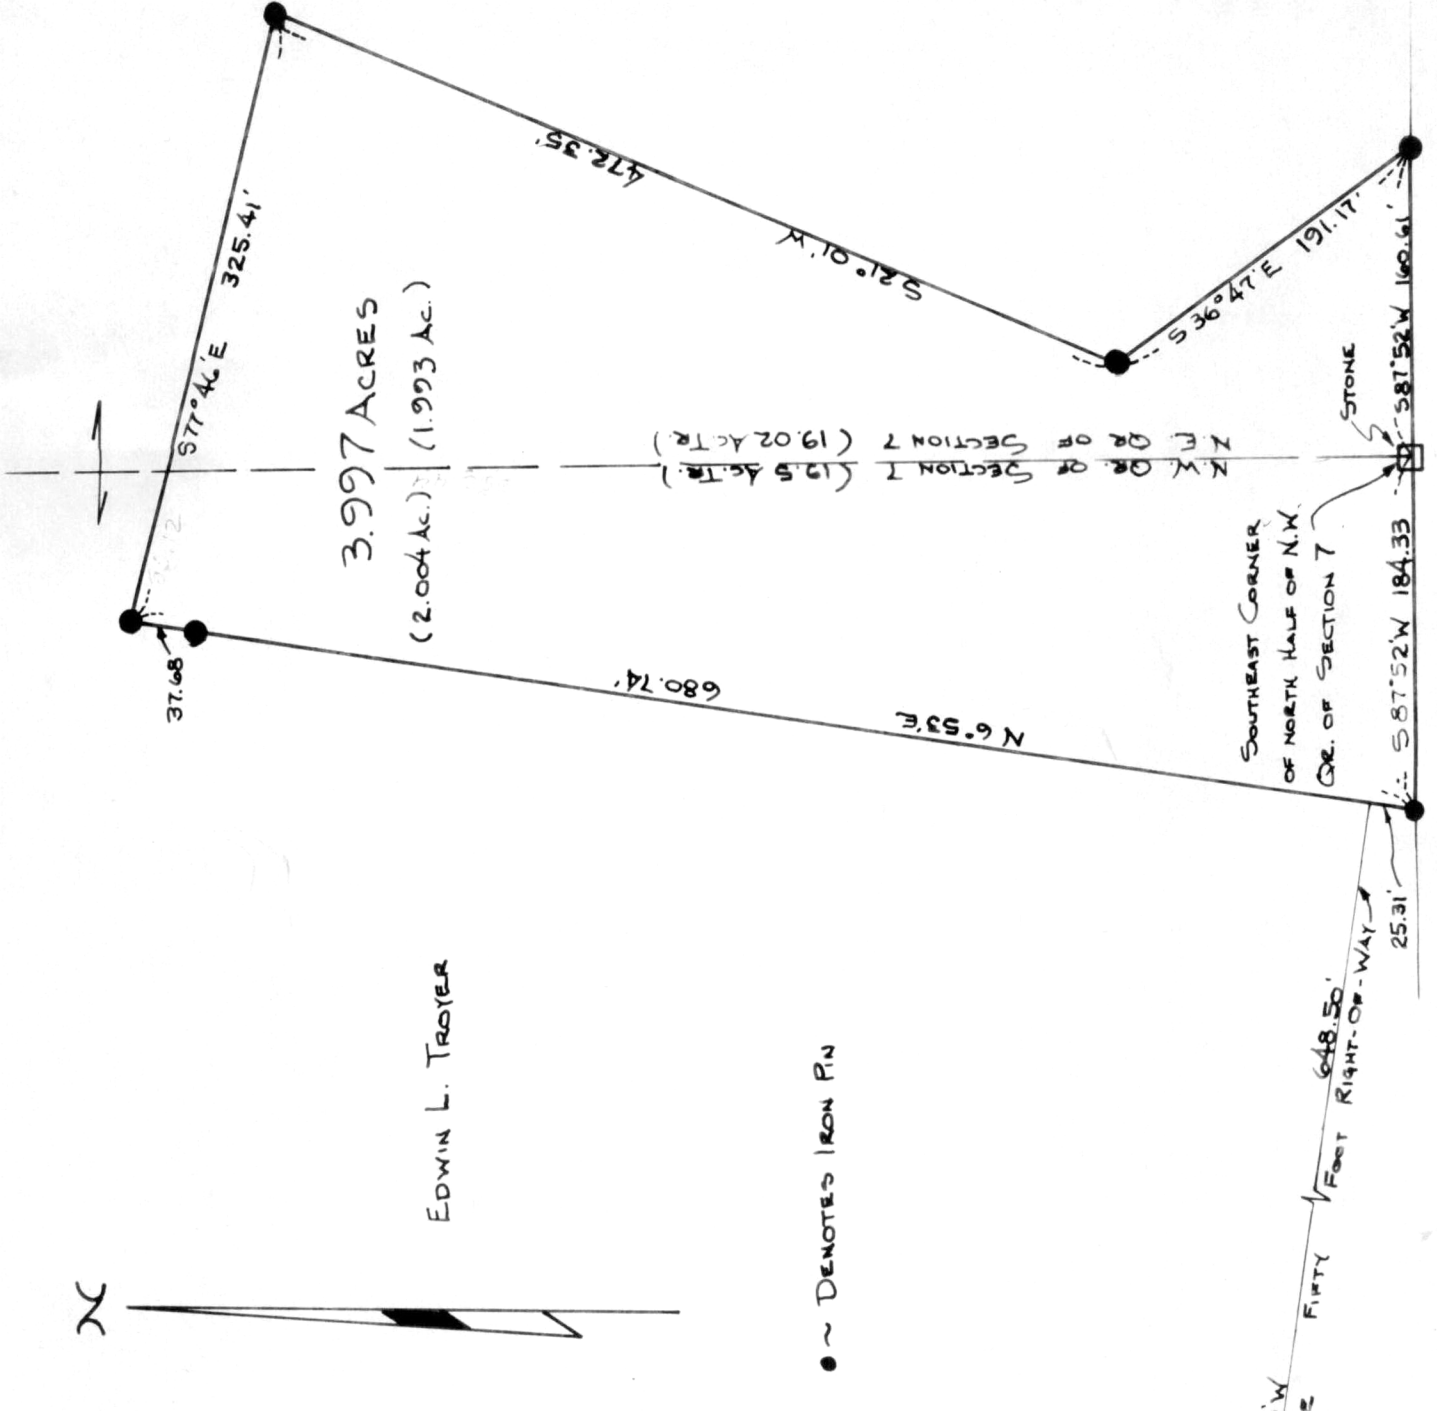 S 77° 46' E 325.41'
472.35'
S 21° 01' W
S 36° 47' E 191.17'
3.997 ACRES
(2.004 AC.) (1.993 AC.)
N.E. QR OF SECTION 7 (19.02 AC. TR.)
N.W. QR. OF SECTION 7 (19.5 AC. TR.)
STONE
S 87° 52' W 160.61'
S 87° 52' W 184.33
SOUTHEAST CORNER
OF NORTH HALF OF N.W.
QR. OF SECTION 7
37.68
680.74'
N 6° 53' E
25.31'
648.50'
FIFTY FOOT RIGHT-OF-WAY
EDWIN L. TROYER
N
● ~ DENOTES IRON PIN
'W
E